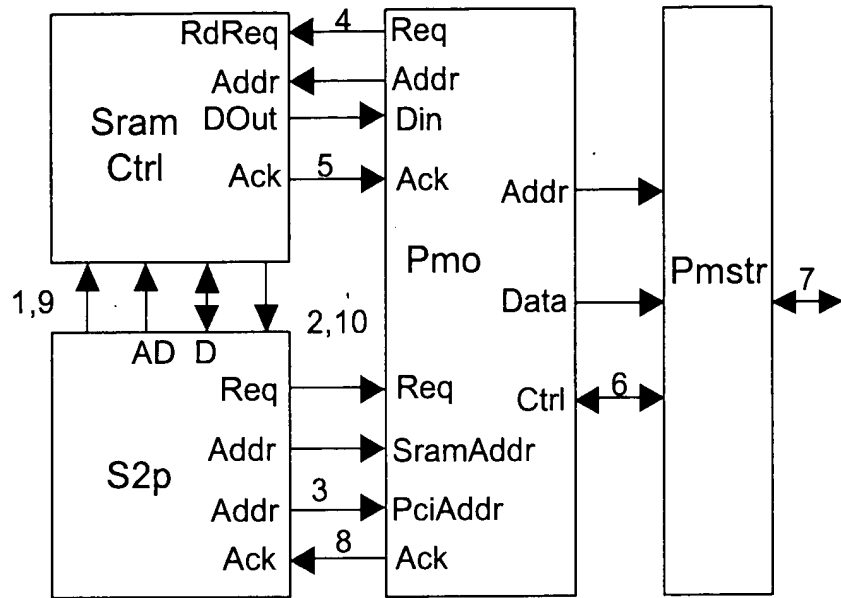 RdReq
4
Req
Addr
Addr
Sram
Ctrl
DOut
Din
Ack
5
Ack
Addr
Pmo
Pmstr
7
Data
1,9
2,10
AD D
Req
Req
Ctrl
6
S2p
Addr
SramAddr
Addr
3
PciAddr
Ack
8
Ack